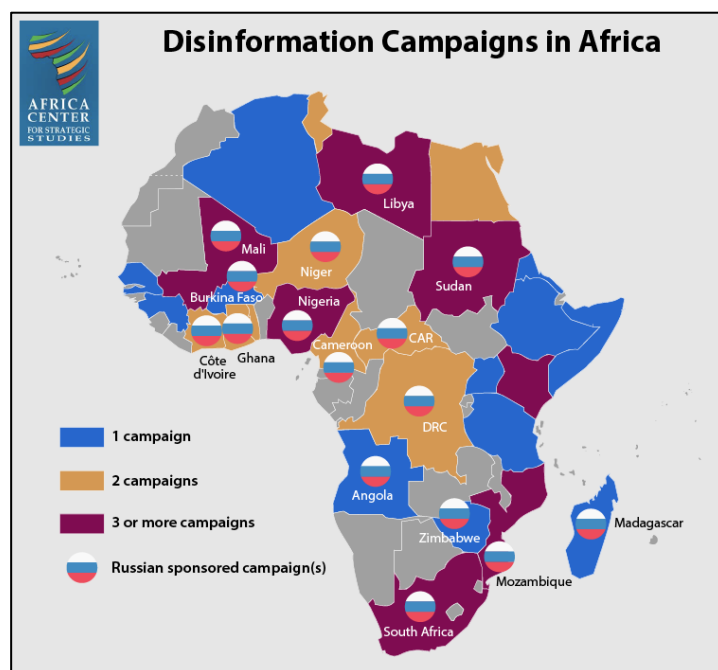 Disinformation Campaigns in Africa
AFRICA
CENTER
FOR STRATEGIC
STUDIES
Libya
Mali
Niger
Sudan
Burkina Faso
Nigeria
Cameroon
CAR
Côte
d'Ivoire
Ghana
DRC
1 campaign
2 campaigns
Angola
3 or more campaigns
Zimbabwe
Madagascar
Russian sponsored campaign(s)
Mozambique
South Africa